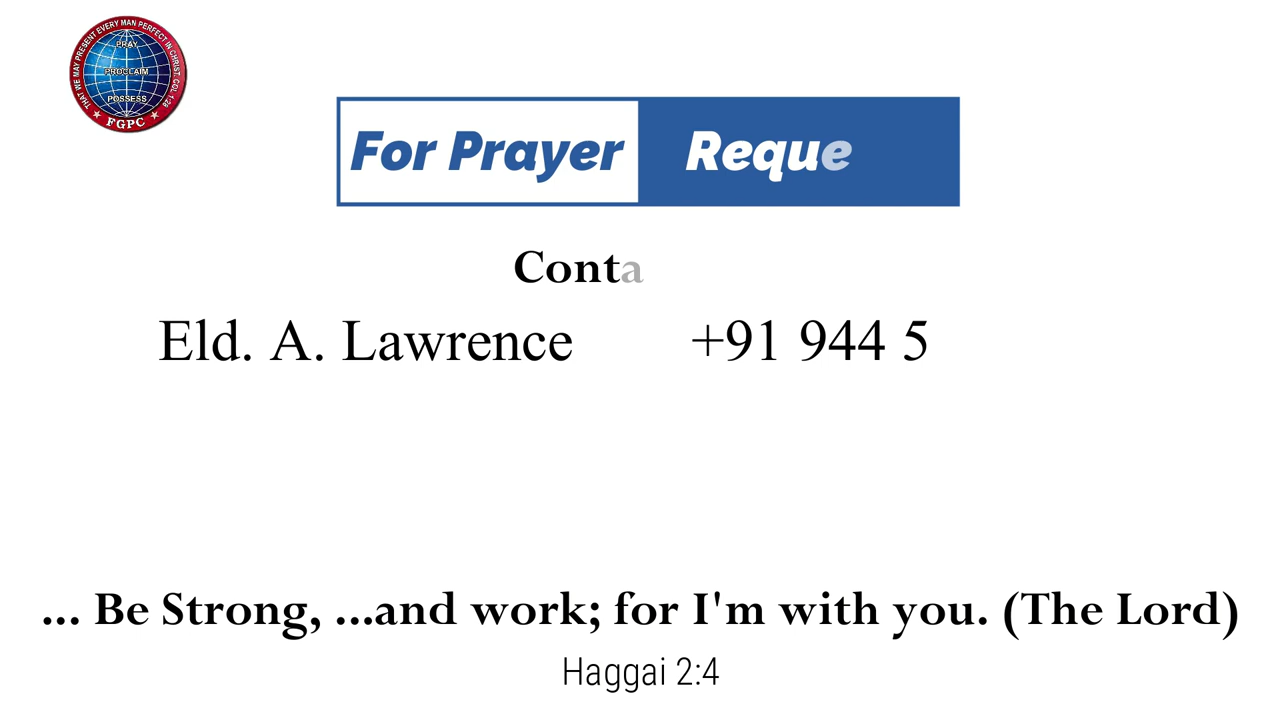 THAT WE MAY PRESENT EVERY MAN PERFECT IN CHRIST. COL 1:28
PRAY
PROCLAIM
POSSESS
FGPC
For Prayer Reque
Conta
Eld. A. Lawrence +91 944 5
... Be Strong, ...and work; for I'm with you. (The Lord)
Haggai 2:4